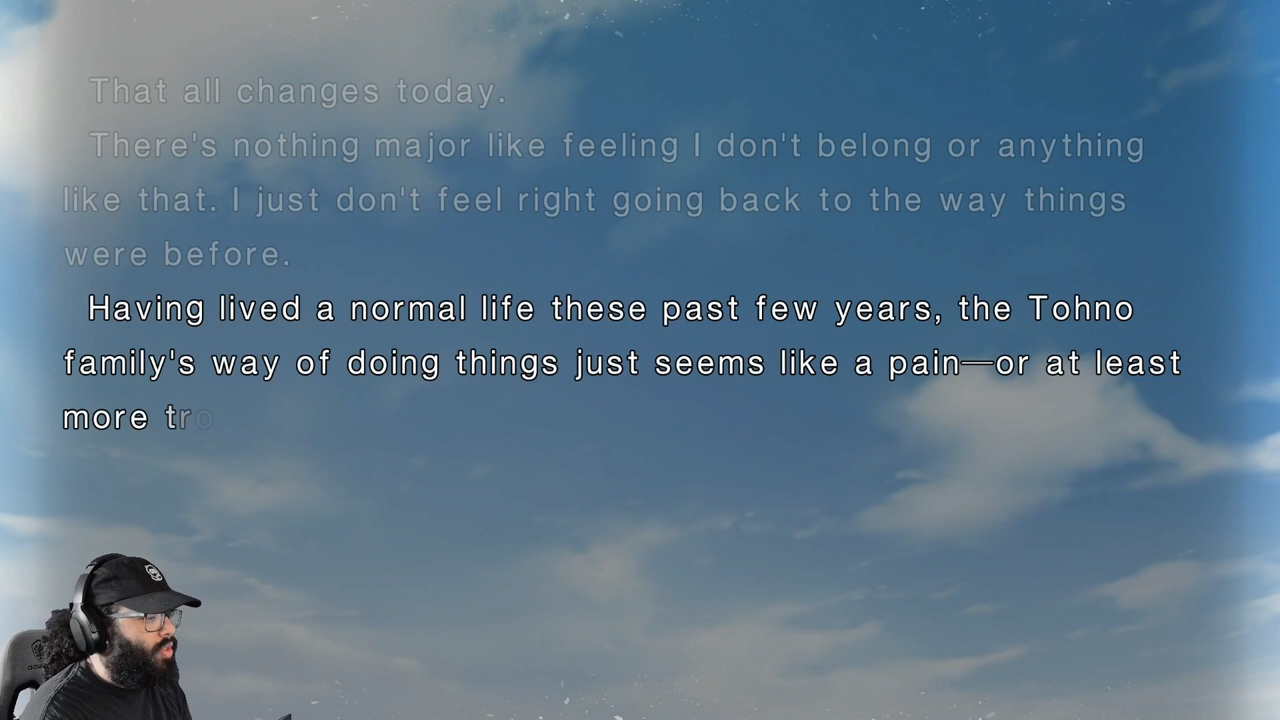 That all changes today.
There's nothing major like feeling I don't belong or anything
like that. I just don't feel right going back to the way things
were before.
Having lived a normal life these past few years, the Tohno
family's way of doing things just seems like a pain—or at least
more tro